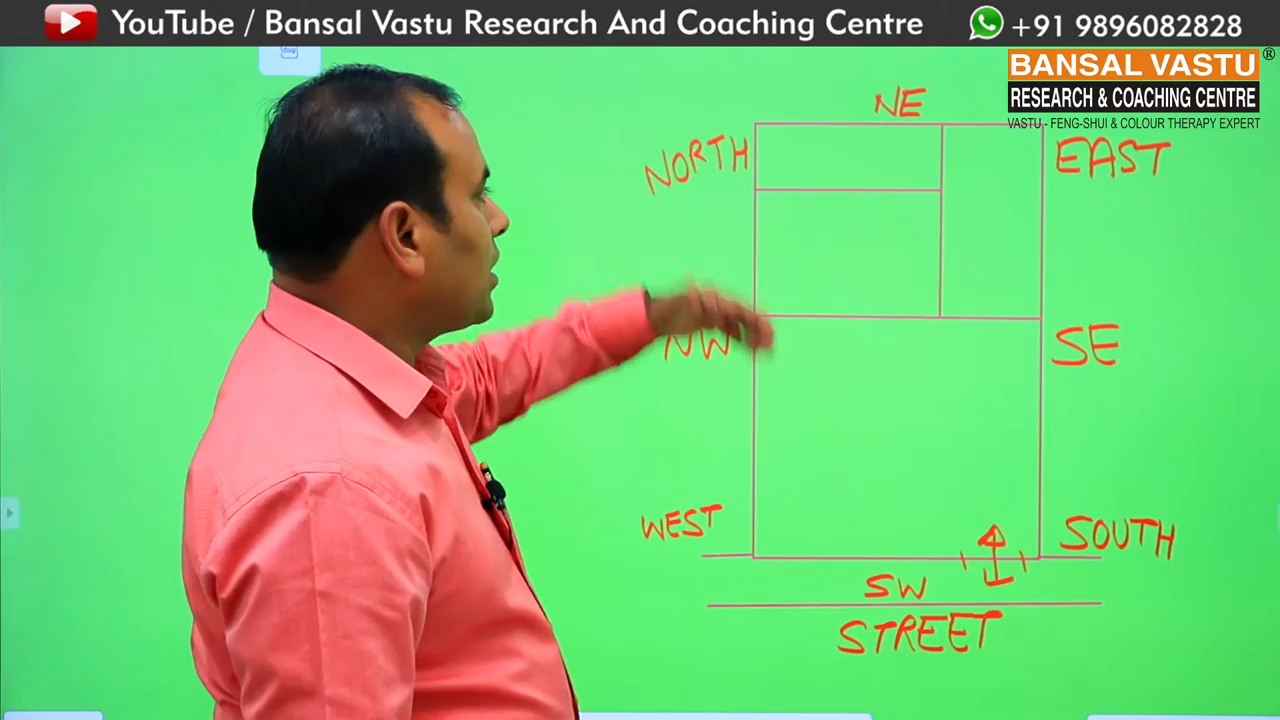 YouTube / Bansal Vastu Research And Coaching Centre
+91 9896082828
BANSAL VASTU ®
RESEARCH & COACHING CENTRE
VASTU - FENG-SHUI & COLOUR THERAPY EXPERT
NE
NORTH
EAST
NW
SE
WEST
SOUTH
SW
STREET